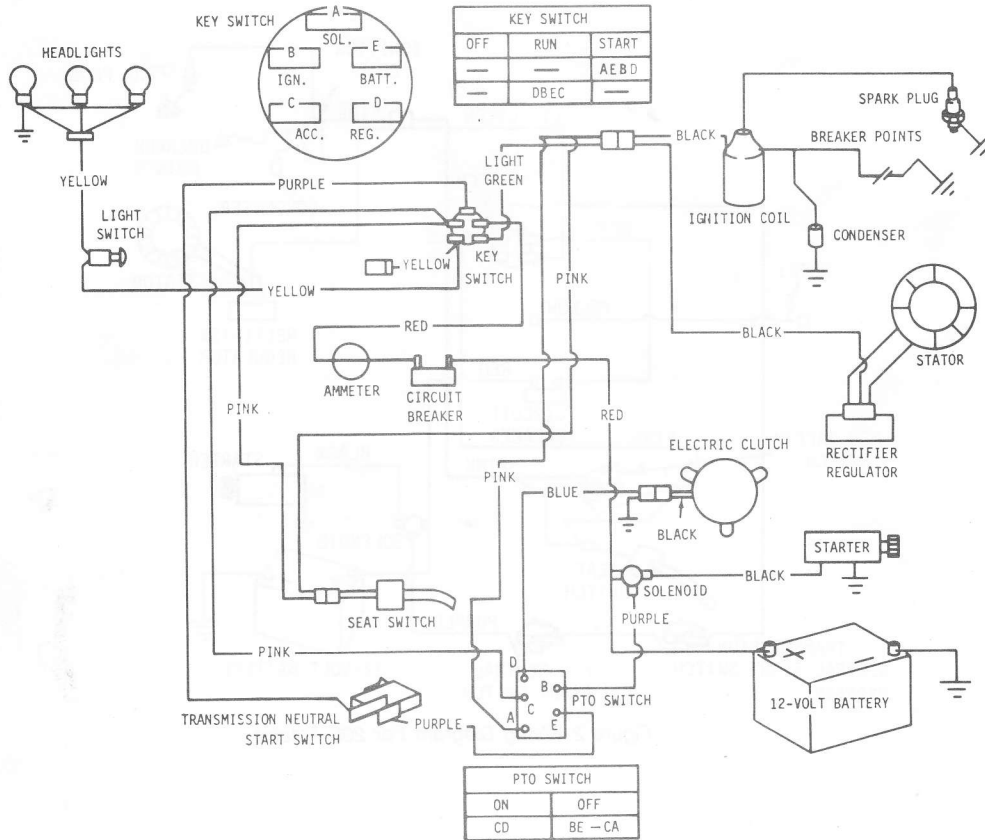 KEY SWITCH
A
SOL.
B
IGN.
E
BATT.
C
ACC.
D
REG.
KEY SWITCH
OFF RUN START
— — AEBD
— DBEC —
HEADLIGHTS
SPARK PLUG
BREAKER POINTS
BLACK
LIGHT
GREEN
IGNITION COIL
CONDENSER
YELLOW
PURPLE
LIGHT
SWITCH
KEY
SWITCH
YELLOW
YELLOW
PINK
RED
BLACK
STATOR
AMMETER
CIRCUIT
BREAKER
PINK
RED
RECTIFIER
REGULATOR
ELECTRIC CLUTCH
PINK
BLUE
BLACK
STARTER
SOLENOID
BLACK
PURPLE
SEAT SWITCH
PINK
D
B
C
A
E
PTO SWITCH
12-VOLT BATTERY
TRANSMISSION NEUTRAL
START SWITCH
PURPLE
PTO SWITCH
ON OFF
CD BE — CA